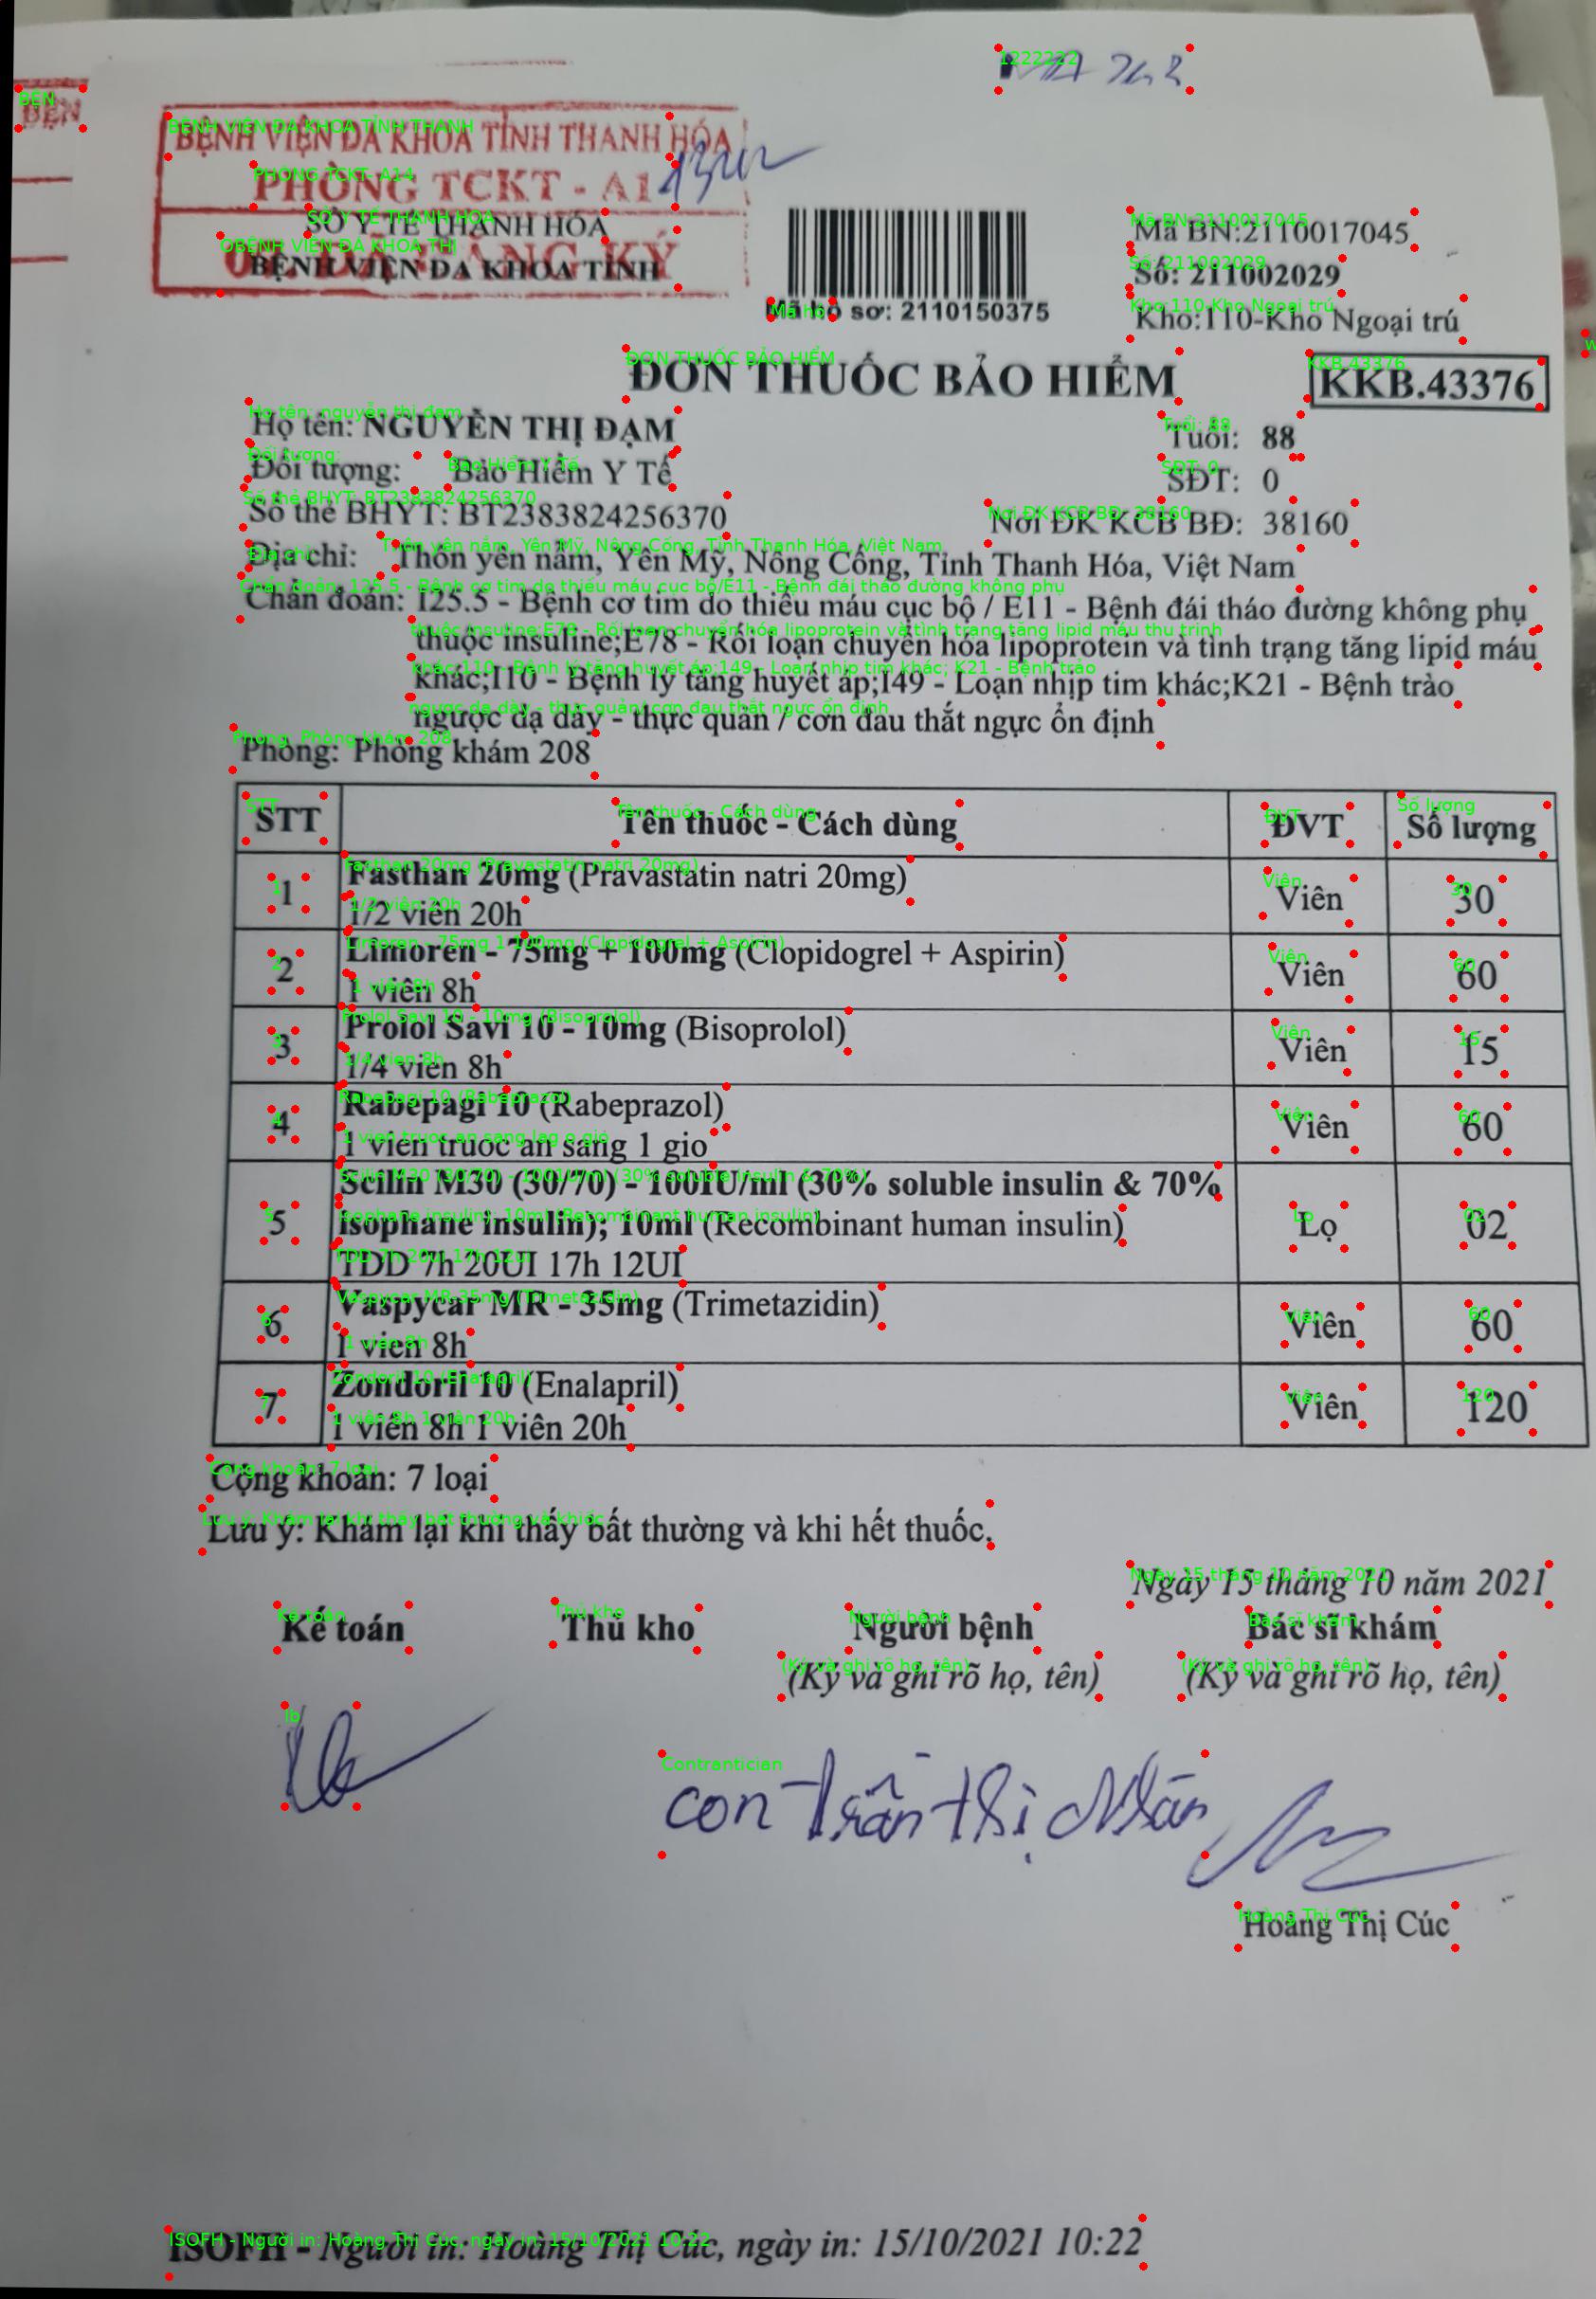 BỆN
BỆNH VIỆN ĐA KHOA TỈNH THANH HÓA
PHÒNG TCKT - A1
SỞ Y TẾ THANH HÓA
BỆNH VIỆN ĐA KHOA TỈNH
Mã hồ sơ: 2110150375
Mã BN:2110017045
Số: 211002029
Kho:110-Kho Ngoại trú
ĐƠN THUỐC BẢO HIỂM
KKB.43376
Họ tên: NGUYỄN THỊ ĐẠM Tuổi: 88
Đối tượng: Bảo Hiểm Y Tế SĐT: 0
Số thẻ BHYT: BT2383824256370 Nơi ĐK KCB BĐ: 38160
Địa chỉ: Thôn yên nẫm, Yên Mỹ, Nông Cống, Tỉnh Thanh Hóa, Việt Nam
Chẩn đoán: I25.5 - Bệnh cơ tim do thiếu máu cục bộ / E11 - Bệnh đái tháo đường không phụ
thuộc insuline;E78 - Rối loạn chuyển hóa lipoprotein và tình trạng tăng lipid máu
khác;I10 - Bệnh lý tăng huyết áp;I49 - Loạn nhịp tim khác;K21 - Bệnh trào
ngược dạ dày - thực quản / cơn đau thắt ngực ổn định
Phòng: Phòng khám 208
STT Tên thuốc - Cách dùng ĐVT Số lượng
1 Fasthan 20mg (Pravastatin natri 20mg) Viên 30
1/2 viên 20h
2 Limoren - 75mg + 100mg (Clopidogrel + Aspirin) Viên 60
1 viên 8h
3 Prolol Savi 10 - 10mg (Bisoprolol) Viên 15
1/4 viên 8h
4 Rabepagi 10 (Rabeprazol) Viên 60
1 vien truoc an sang 1 gio
5 Scilin M30 (30/70) - 100IU/ml (30% soluble insulin & 70%
isophane insulin); 10ml (Recombinant human insulin) Lọ 02
TDD 7h 20UI 17h 12UI
6 Vaspycar MR - 35mg (Trimetazidin) Viên 60
1 vien 8h
7 Zondoril 10 (Enalapril) Viên 120
1 viên 8h 1 viên 20h
Cộng khoản: 7 loại
Lưu ý: Khám lại khi thấy bất thường và khi hết thuốc.
Ngày 15 tháng 10 năm 2021
Kế toán Thủ kho Người bệnh Bác sĩ khám
(Ký và ghi rõ họ, tên) (Ký và ghi rõ họ, tên)
con Trần thị
Hoàng Thị Cúc
ISOFH - Người in: Hoàng Thị Cúc, ngày in: 15/10/2021 10:22